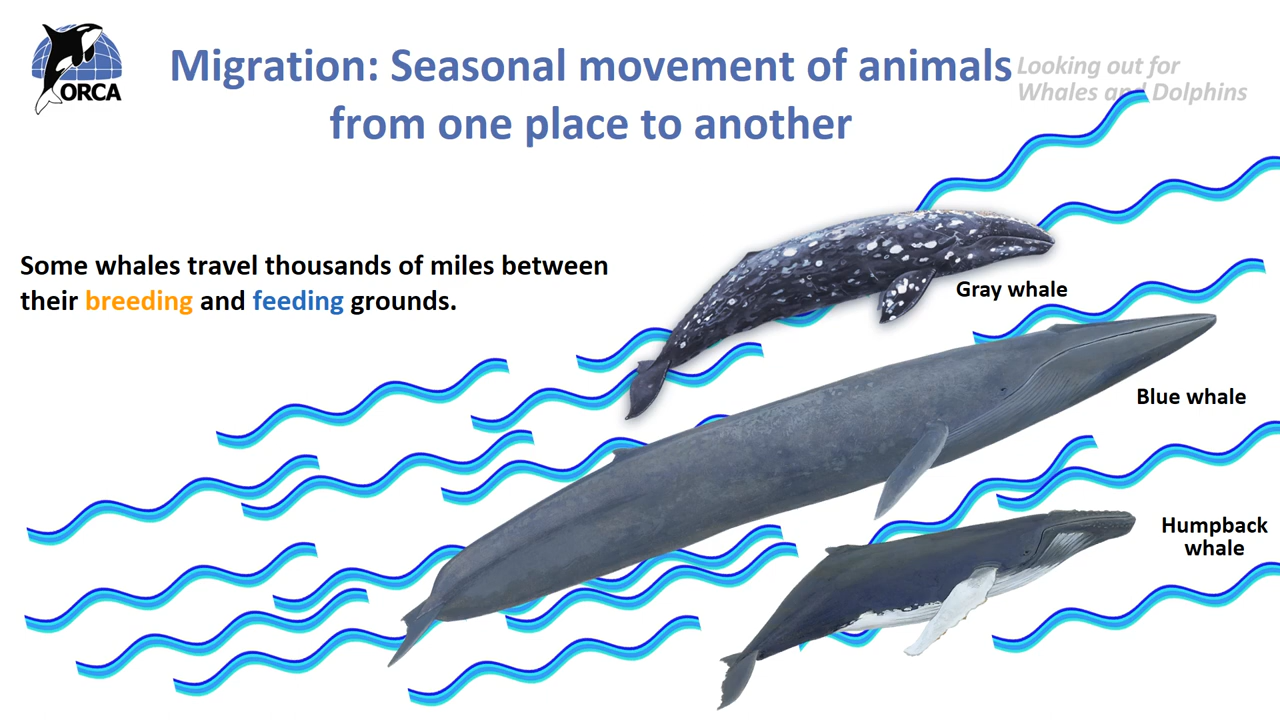 ORCA
Migration: Seasonal movement of animals
from one place to another
Looking out for
Whales and Dolphins
Some whales travel thousands of miles between
their breeding and feeding grounds.
Gray whale
Blue whale
Humpback
whale